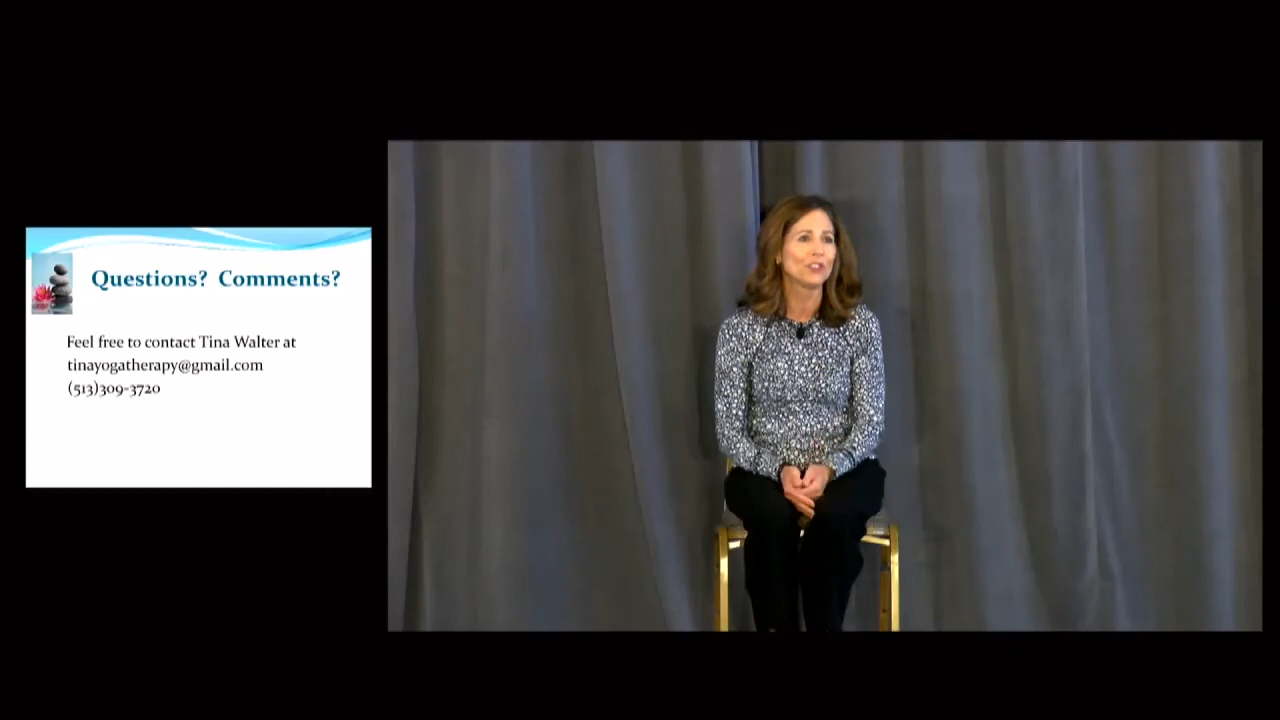 Questions?  Comments?
Feel free to contact Tina Walter at
tinayogatherapy@gmail.com
(513)309-3720